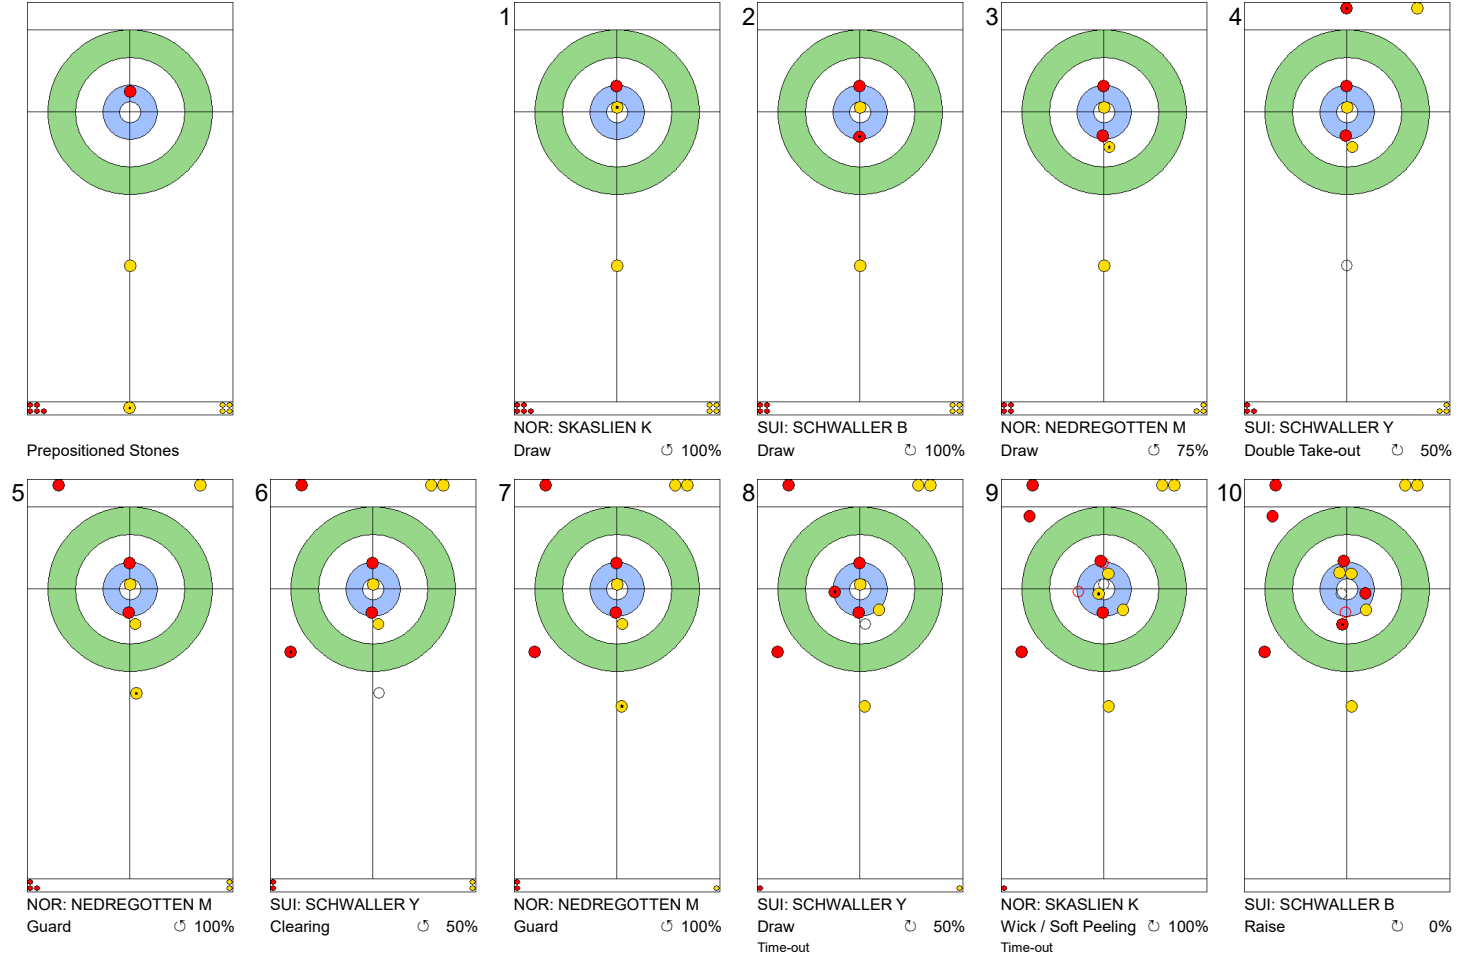 1
2
3
4
Prepositioned Stones
NOR: SKASLIEN K
Draw ↺ 100%
SUI: SCHWALLER B
Draw ↻ 100%
NOR: NEDREGOTTEN M
Draw ↺ 75%
SUI: SCHWALLER Y
Double Take-out ↻ 50%
5
6
7
8
9
10
NOR: NEDREGOTTEN M
Guard ↺ 100%
SUI: SCHWALLER Y
Clearing ↺ 50%
NOR: NEDREGOTTEN M
Guard ↺ 100%
SUI: SCHWALLER Y
Draw ↻ 50%
Time-out
NOR: SKASLIEN K
Wick / Soft Peeling ↻ 100%
Time-out
SUI: SCHWALLER B
Raise ↻ 0%